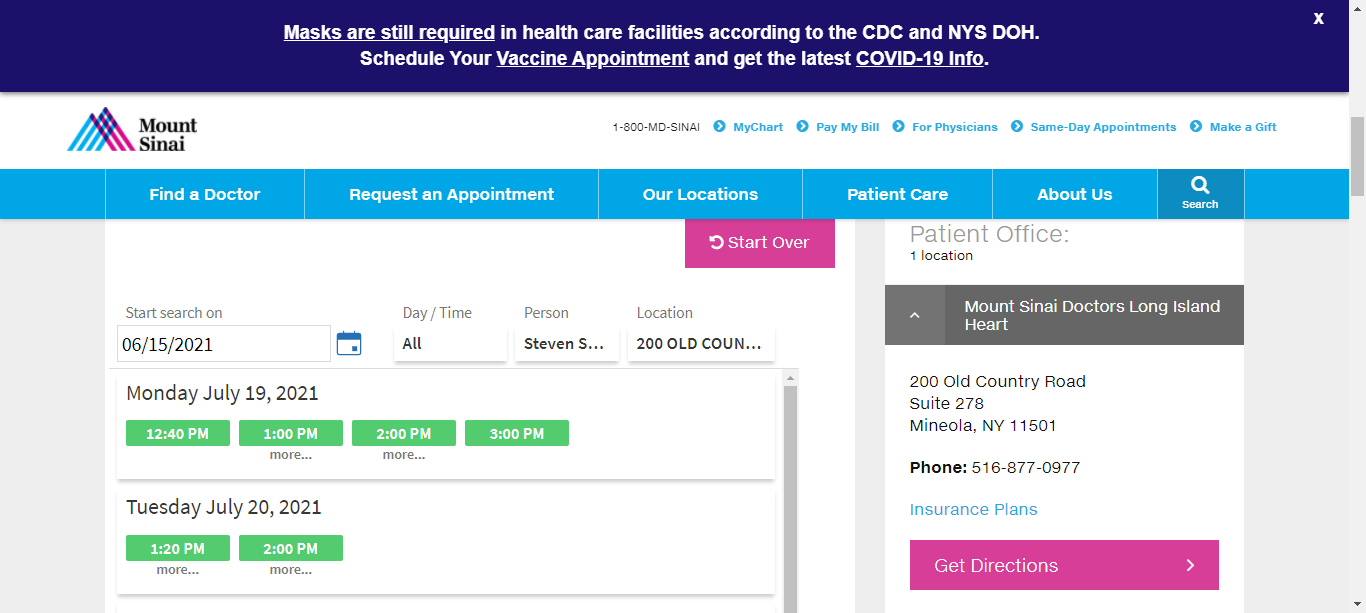 Masks are still required in health care facilities according to the CDC and NYS DOH.
X
Schedule Your Vaccine Appointment and get the latest COVID-19 Info.
Mount
Sinai
1-800-MD-SINAI MyChart Pay My Bill For Physicians Same-Day Appointments Make a Gift
Find a Doctor Request an Appointment Our Locations Patient Care About Us Search
Start Over
Start search on Day / Time Person Location
06/15/2021 All Steven S... 200 OLD COUN...
Monday July 19, 2021
12:40 PM 1:00 PM 2:00 PM 3:00 PM
more... more...
Tuesday July 20, 2021
1:20 PM 2:00 PM
more... more...
Patient Office:
1 location
Mount Sinai Doctors Long Island
Heart
200 Old Country Road
Suite 278
Mineola, NY 11501
Phone: 516-877-0977
Insurance Plans
Get Directions